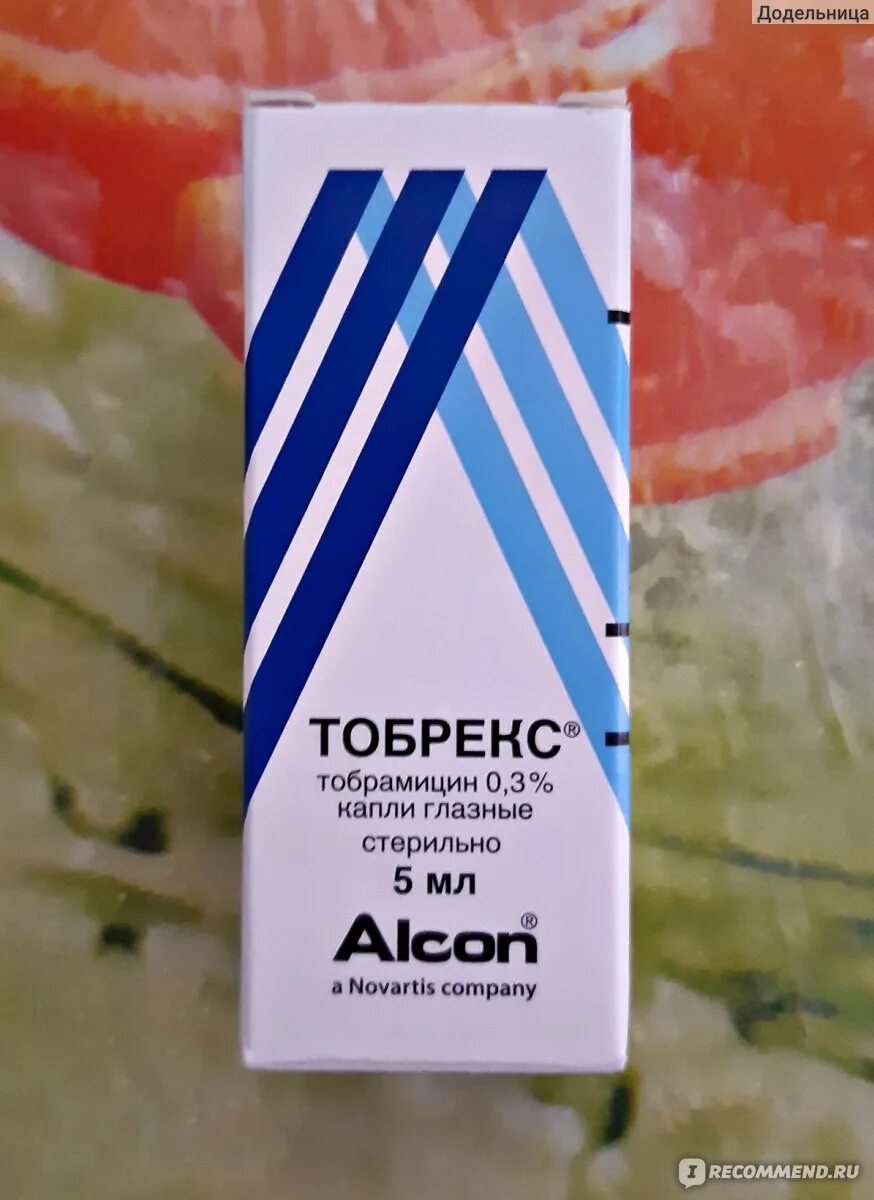 Додельница
ТОБРЕКС®
тобрамицин 0,3%
капли глазные
стерильно
5 мл
Alcon®
a Novartis company
IRECOMMEND.RU